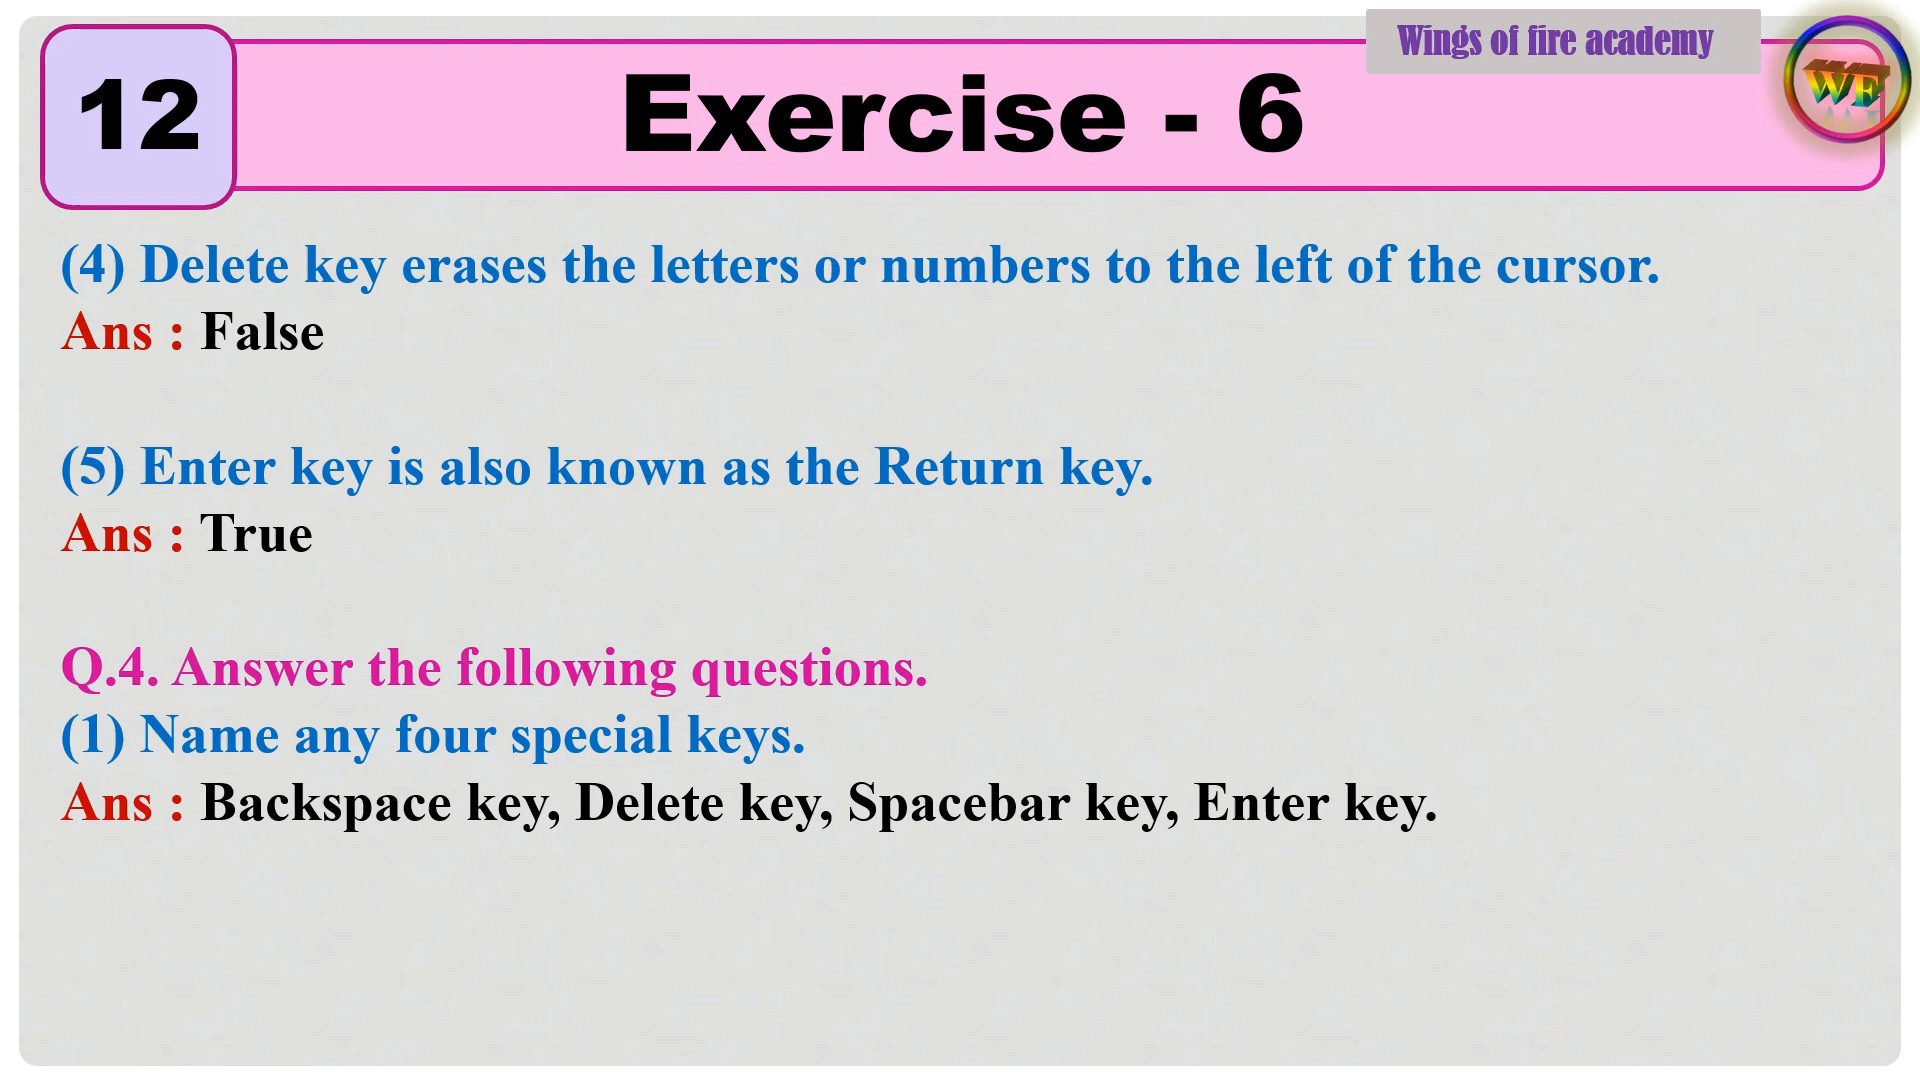 Wings of fire academy
WF
12
Exercise - 6
(4) Delete key erases the letters or numbers to the left of the cursor.
Ans : False
(5) Enter key is also known as the Return key.
Ans : True
Q.4. Answer the following questions.
(1) Name any four special keys.
Ans : Backspace key, Delete key, Spacebar key, Enter key.